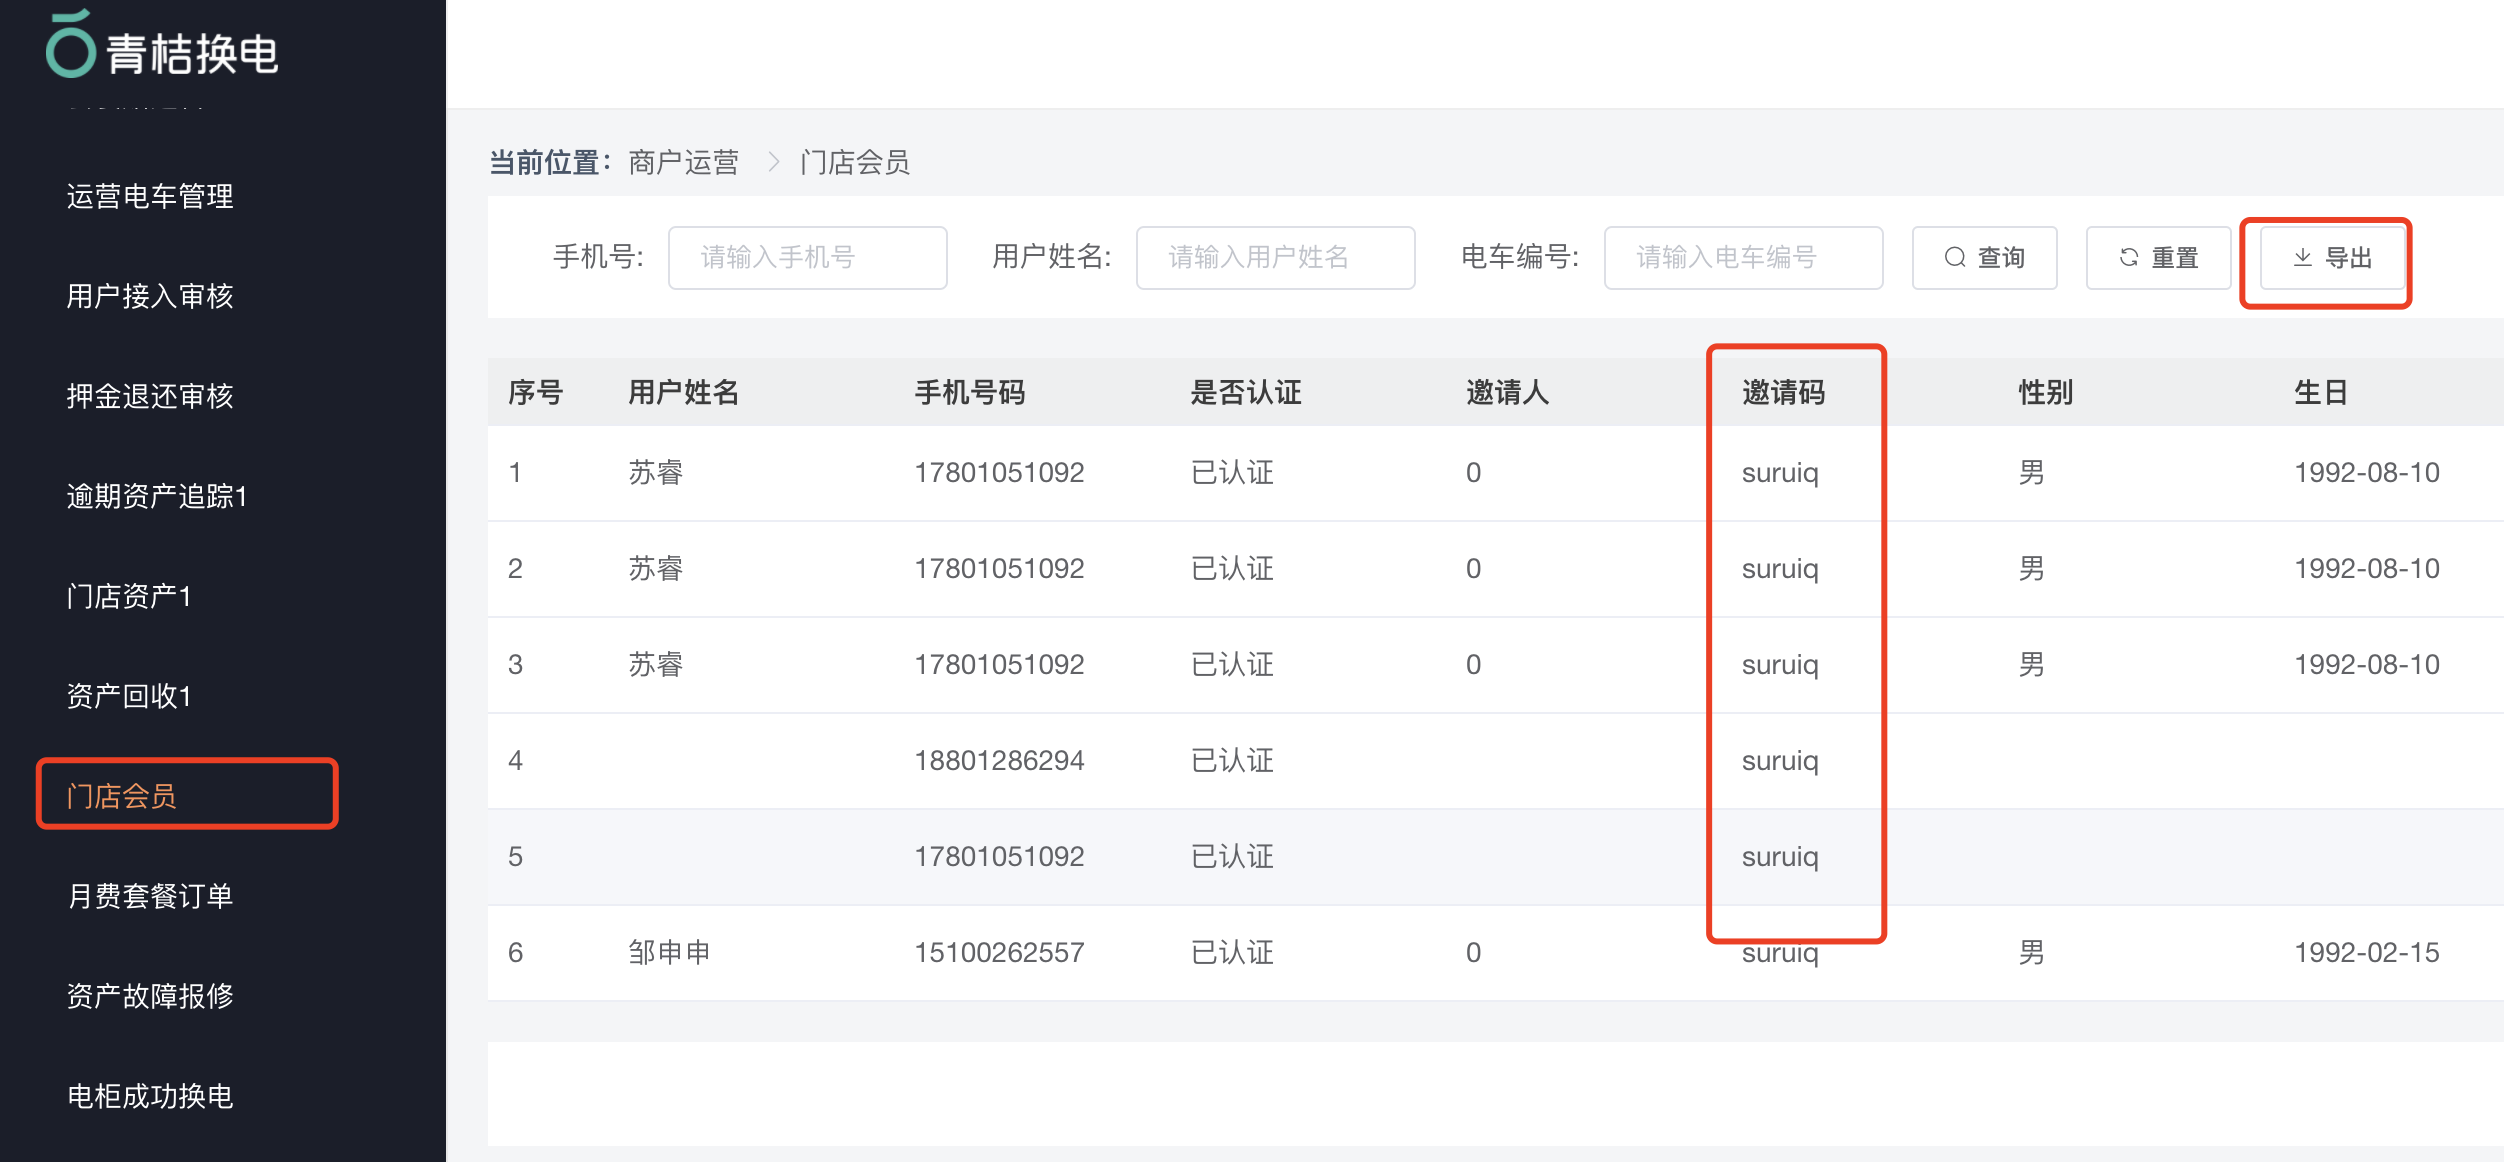 青桔换电
运营电车管理
用户接入审核
押金退还审核
逾期资产追踪1
门店资产1
资产回收1
门店会员
月费套餐订单
资产故障报修
电柜成功换电
当前位置： 商户运营 > 门店会员
手机号: 请输入手机号 用户姓名: 请输入用户姓名 电车编号: 请输入电车编号 查询 重置 导出
序号 用户姓名 手机号码 是否认证 邀请人 邀请码 性别 生日
1 苏睿 17801051092 已认证 0 suruiq 男 1992-08-10
2 苏睿 17801051092 已认证 0 suruiq 男 1992-08-10
3 苏睿 17801051092 已认证 0 suruiq 男 1992-08-10
4 18801286294 已认证 suruiq
5 17801051092 已认证 suruiq
6 邹申申 15100262557 已认证 0 suruiq 男 1992-02-15